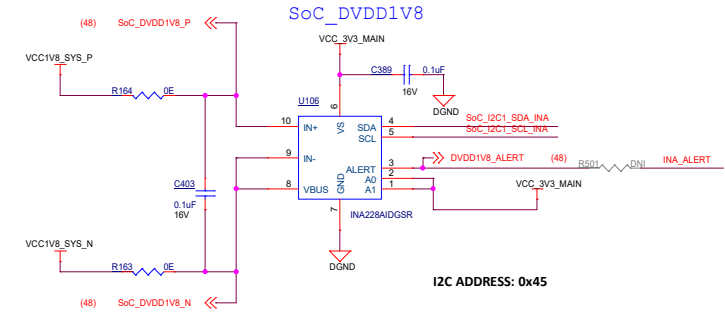 SoC_DVDD1V8
(48) SoC_DVDD1V8_P
VCC_3V3_MAIN
VCC1V8_SYS_P
C389 0.1uF
16V
R164 0E
DGND
U106
6
SoC_I2C1_SDA_INA
10 IN+ VS SDA 4
SoC_I2C1_SCL_INA
SCL 5
9 IN-
DVDD1V8_ALERT (48) R501 DNI INA_ALERT
ALERT 3
A0 2
C403 8 VBUS GND A1 1 VCC_3V3_MAIN
0.1uF
16V
7 INA228AIDGSR
VCC1V8_SYS_N
R163 0E
DGND
I2C ADDRESS: 0x45
(48) SoC_DVDD1V8_N